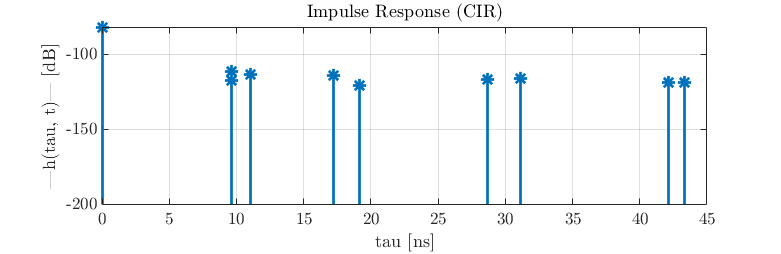 Impulse Response (CIR)
—h(tau, t)— [dB]
-100
-150
-200
0 5 10 15 20 25 30 35 40 45
tau [ns]